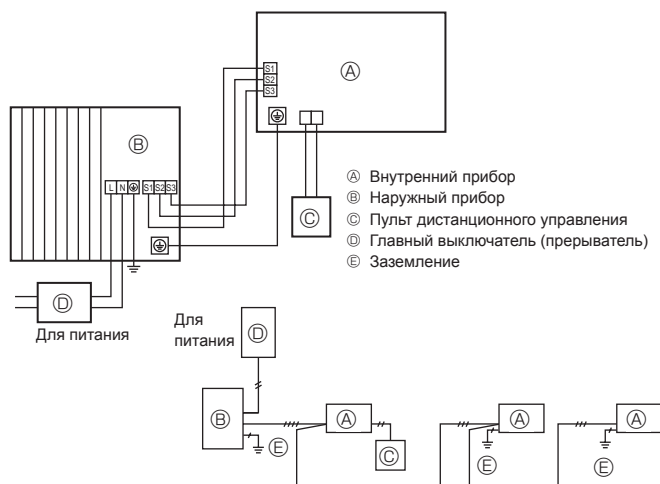 S1
S2
S3
Ⓐ
Ⓑ
L N S1 S2 S3
Ⓒ
Ⓓ
Для питания
Ⓐ Внутренний прибор
Ⓑ Наружный прибор
Ⓒ Пульт дистанционного управления
Ⓓ Главный выключатель (прерыватель)
Ⓔ Заземление
Для
питания
Ⓓ
Ⓑ
Ⓐ
Ⓔ
Ⓒ
Ⓐ
Ⓔ
Ⓐ
Ⓔ